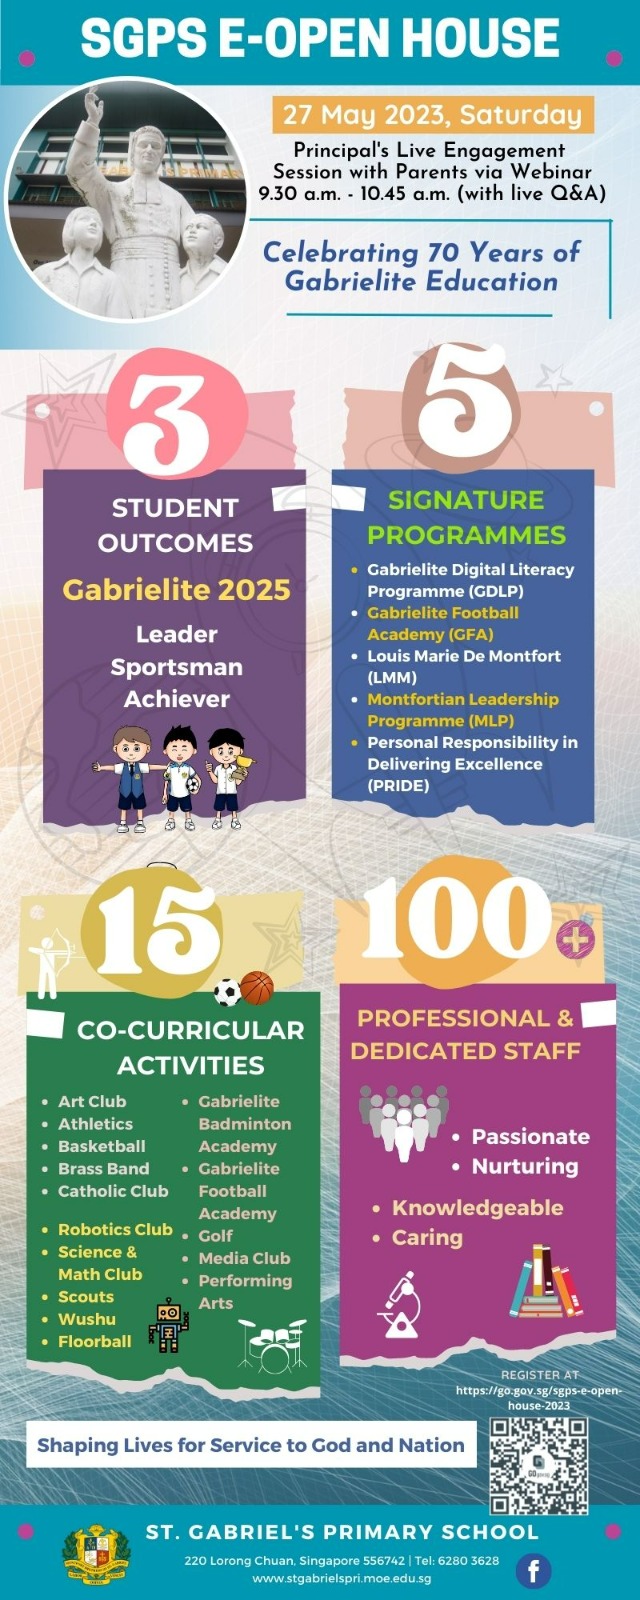 SGPS E-OPEN HOUSE
27 May 2023, Saturday
Principal's Live Engagement
Session with Parents via Webinar
9.30 a.m. - 10.45 a.m. (with live Q&A)
Celebrating 70 Years of
Gabrielite Education
3
STUDENT
OUTCOMES
Gabrielite 2025
Leader
Sportsman
Achiever
5
SIGNATURE
PROGRAMMES
• Gabrielite Digital Literacy
Programme (GDLP)
• Gabrielite Football
Academy (GFA)
• Louis Marie De Montfort
(LMM)
• Montfortian Leadership
Programme (MLP)
• Personal Responsibility in
Delivering Excellence
(PRIDE)
15
CO-CURRICULAR
ACTIVITIES
• Art Club
• Athletics
• Basketball
• Brass Band
• Catholic Club
• Robotics Club
• Science &
Math Club
• Scouts
• Wushu
• Floorball
• Gabrielite
Badminton
Academy
• Gabrielite
Football
Academy
• Golf
• Media Club
• Performing
Arts
100+
PROFESSIONAL &
DEDICATED STAFF
• Passionate
• Nurturing
• Knowledgeable
• Caring
REGISTER AT
https://go.gov.sg/sgps-e-open-
house-2023
Shaping Lives for Service to God and Nation
ST. GABRIEL'S PRIMARY SCHOOL
220 Lorong Chuan, Singapore 556742 | Tel: 6280 3628
www.stgabrielspri.moe.edu.sg